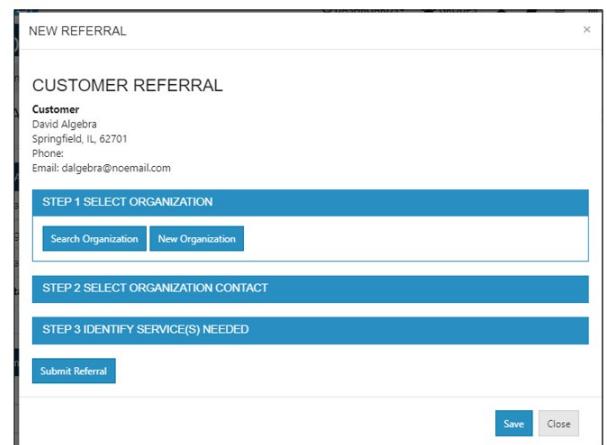 NEW REFERRAL
×
CUSTOMER REFERRAL
Customer
David Algebra
Springfield, IL, 62701
Phone:
Email: dalgebra@noemail.com
STEP 1 SELECT ORGANIZATION
Search Organization New Organization
STEP 2 SELECT ORGANIZATION CONTACT
STEP 3 IDENTIFY SERVICE(S) NEEDED
Submit Referral
Save Close